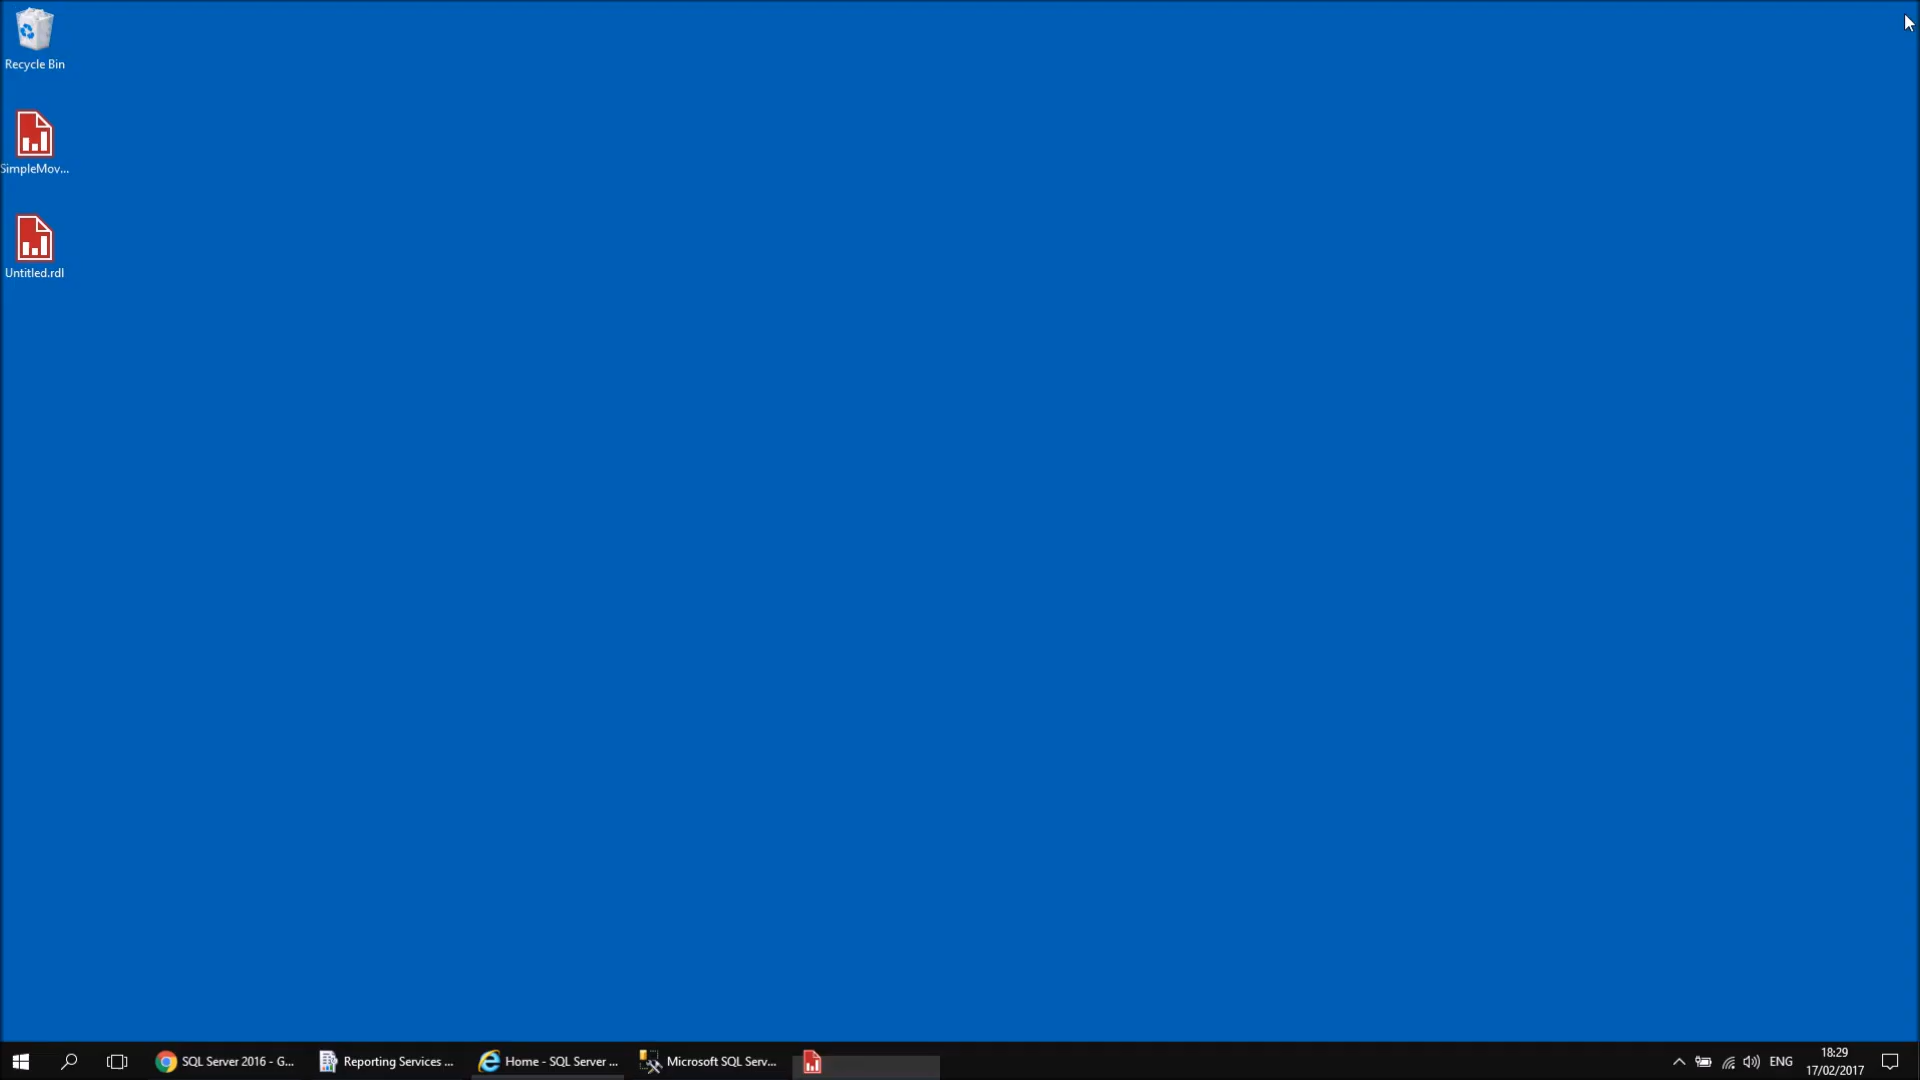 Recycle Bin
SimpleMov...
Untitled.rdl
SQL Server 2016 - G...
Reporting Services ...
Home - SQL Server ...
Microsoft SQL Serv...
ENG
18:29
17/02/2017